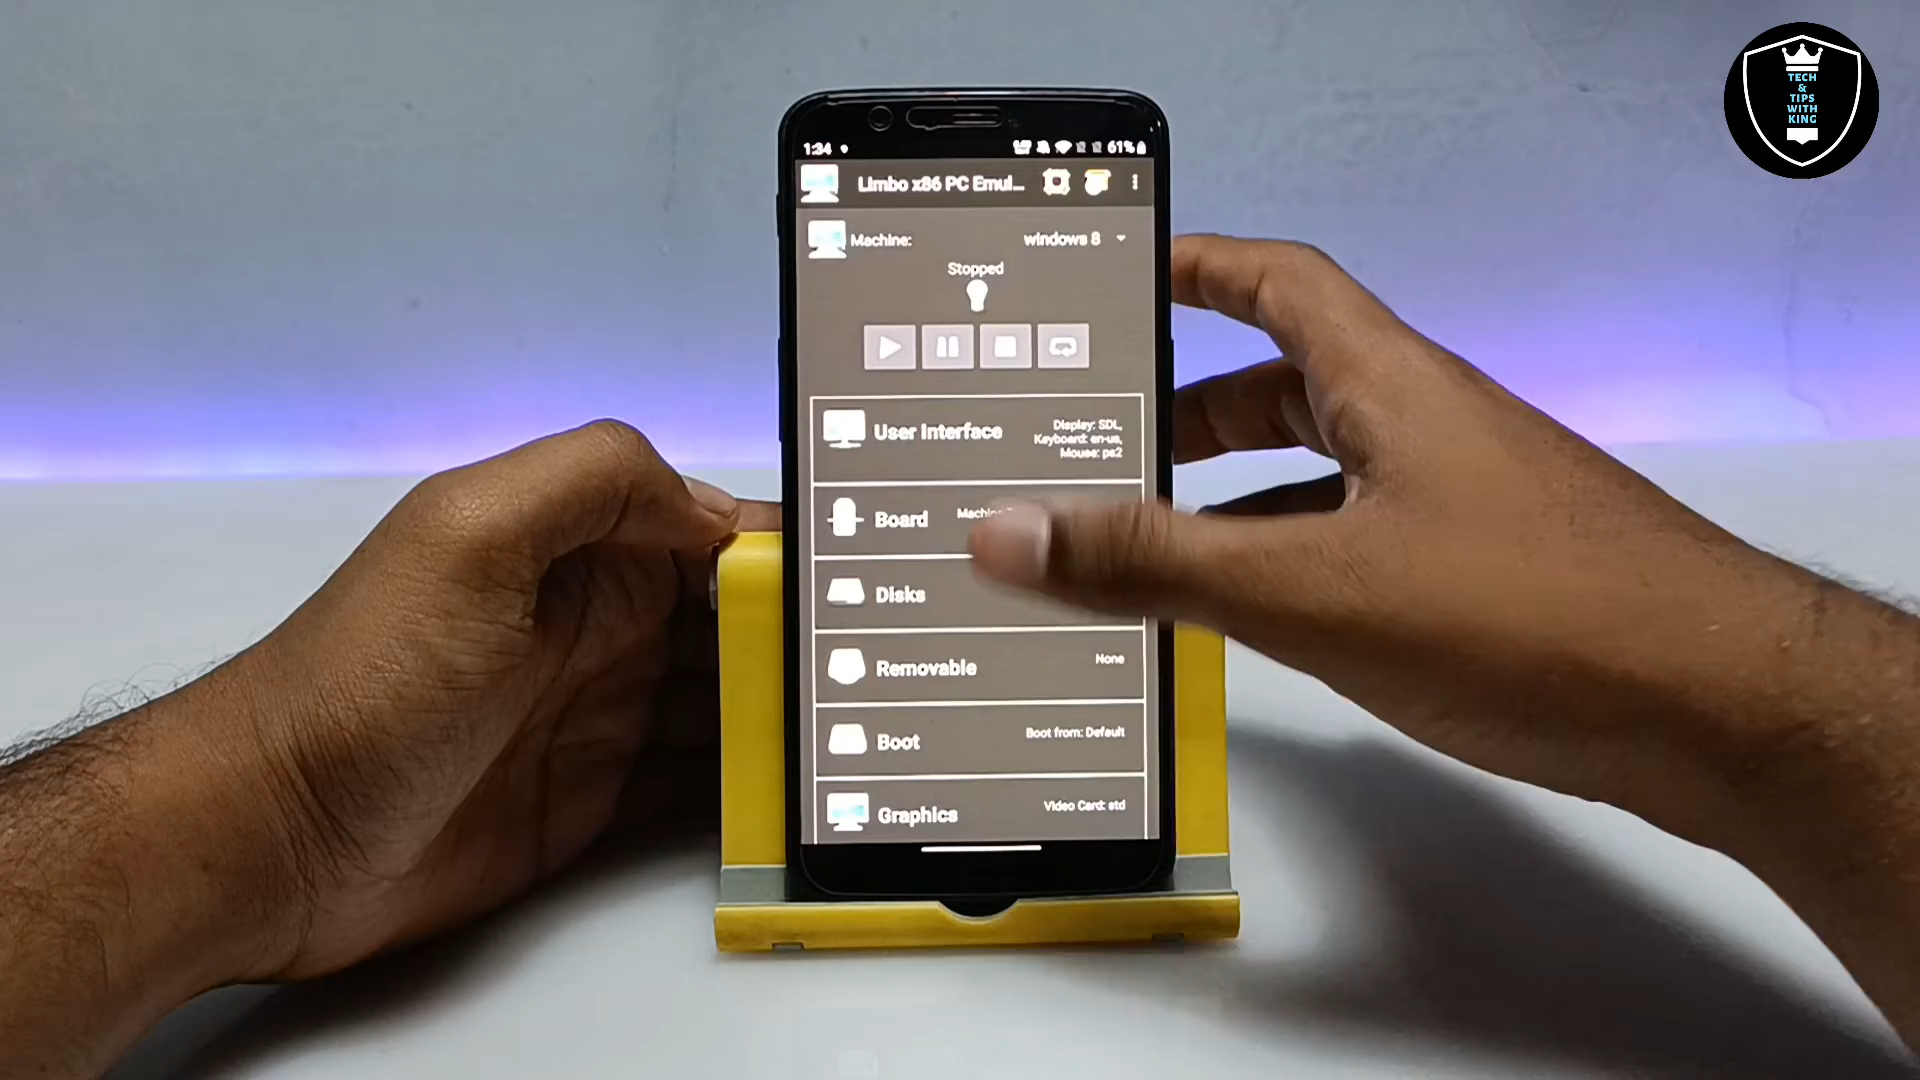 TECH
&
TIPS
WITH
KING
1:34
61%
Limbo x86 PC Emul...
Machine:
windows 8
Stopped
User Interface
Display: SDL,
Keyboard: en-us,
Mouse: ps2
Board
Disks
Removable
None
Boot
Boot from: Default
Graphics
Video Card: std